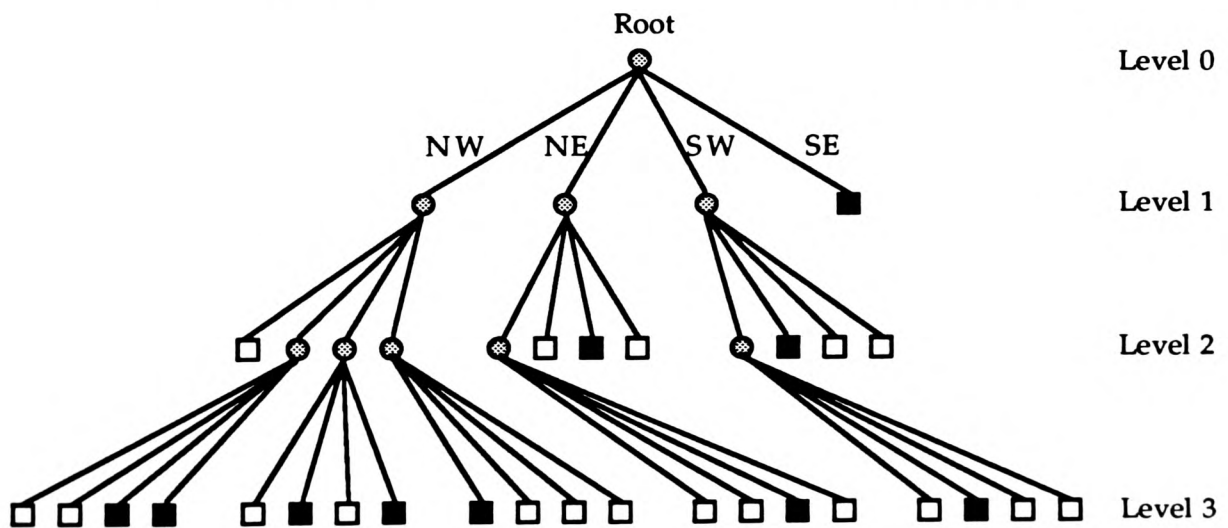 Root
Level 0
NW NE SW SE
Level 1
Level 2
Level 3